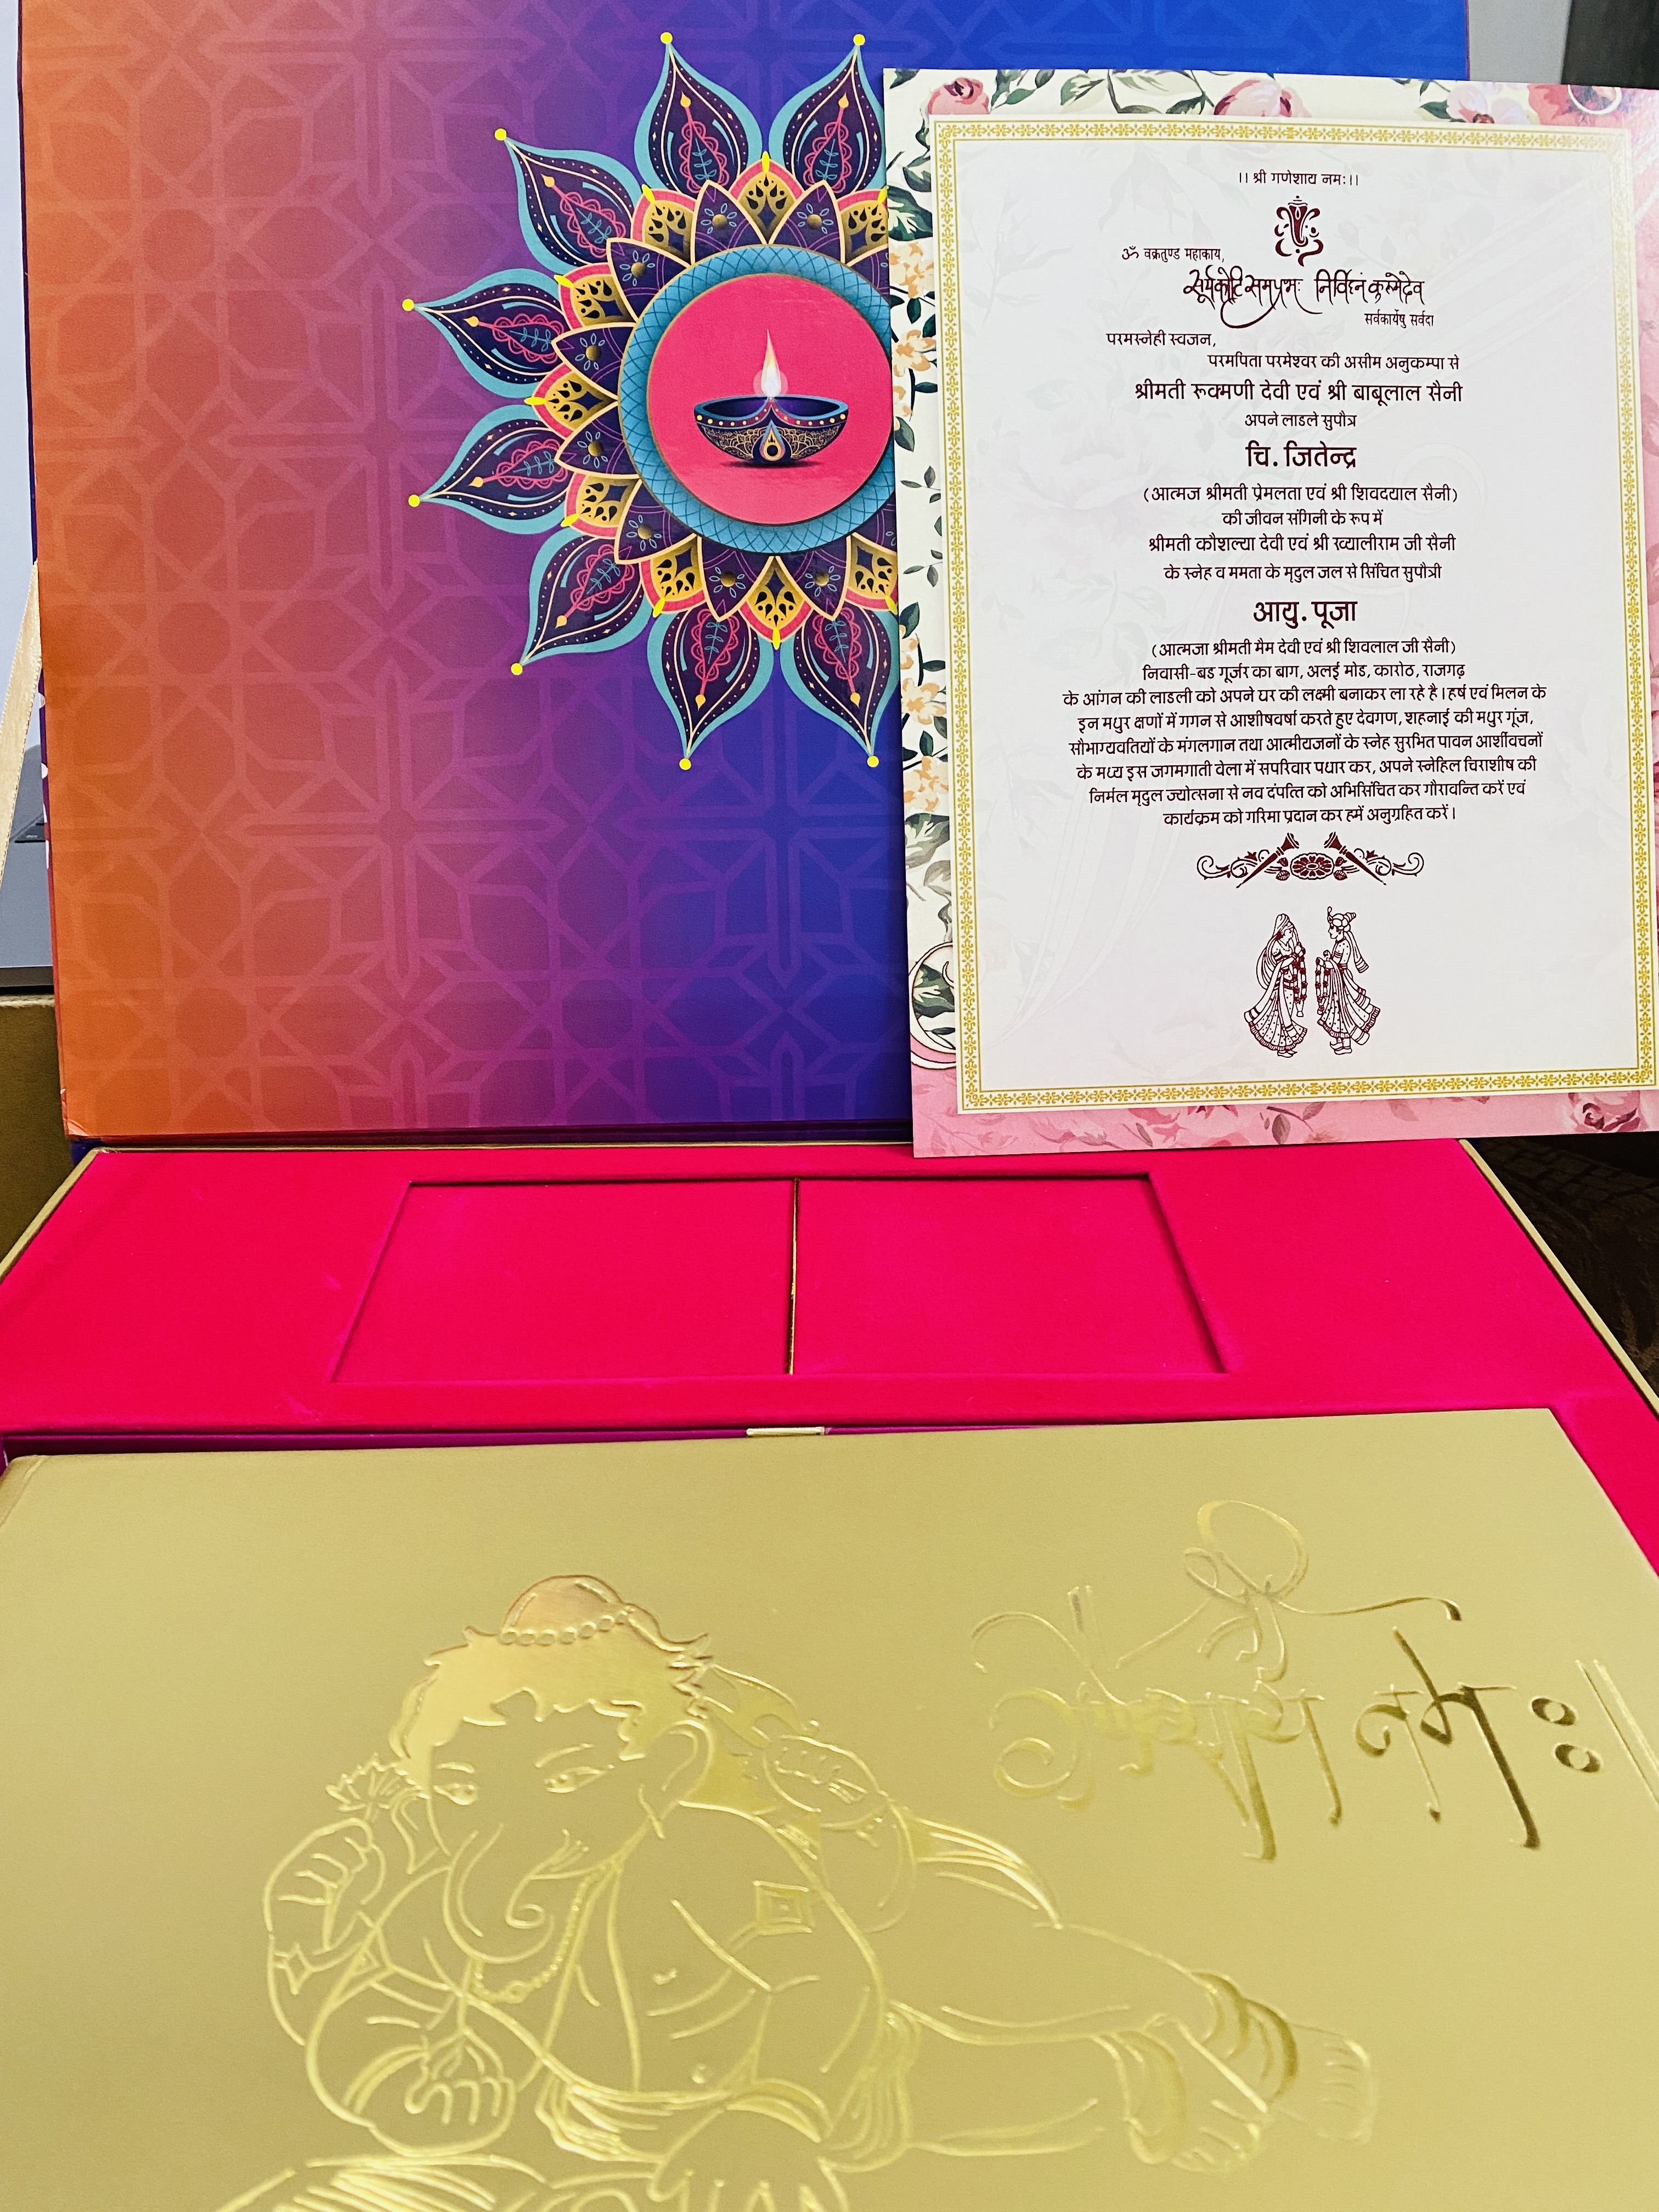 ।। श्री गणेशाय नमः।।
ॐ वक्रतुण्ड महाकाय,
सूर्यकोटि समप्रभः निर्विघ्नं कुरुमेदेव
सर्वकार्येषु सर्वदा
परमस्नेही स्वजन,
परमपिता परमेश्वर की असीम अनुकम्पा से
श्रीमती रूक्मणी देवी एवं श्री बाबूलाल सैनी
अपने लाडले सुपौत्र
चि. जितेन्द्र
(आत्मज श्रीमती प्रेमलता एवं श्री शिवदयाल सैनी)
की जीवन संगिनी के रूप में
श्रीमती कौशल्या देवी एवं श्री ख्यालीराम जी सैनी
के स्नेह व ममता के मृदुल जल से सिंचित सुपौत्री
आयु. पूजा
(आत्मजा श्रीमती मैम देवी एवं श्री शिवलाल जी सैनी)
निवासी-बड गूर्जर का बाग, अलई मोड, कारोठ, राजगढ़
के आंगन की लाडली को अपने घर की लक्ष्मी बनाकर ला रहे है। हर्ष एवं मिलन के
इन मधुर क्षणों में गगन से आशीषवर्षा करते हुए देवगण, शहनाई की मधुर गूंज,
सौभाग्यवतियों के मंगलगान तथा आत्मीयजनों के स्नेह सुरभित पावन आर्शीवचनों
के मध्य इस जगमगाती वेला में सपरिवार पधार कर, अपने स्नेहिल चिराशीष की
निर्मल मृदुल ज्योत्सना से नव दंपत्ति को अभिसिंचित कर गौरावन्ति करें एवं
कार्यक्रम को गरिमा प्रदान कर हमें अनुग्रहित करें।
श्री
गणेशाय नमः ॥